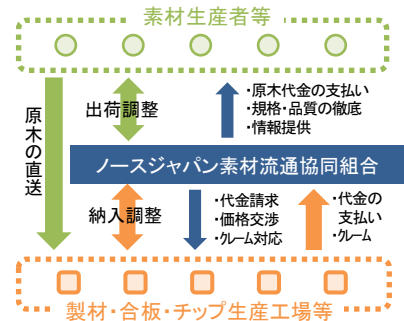 素材生産者等
原木の直送
出荷調整
・原木代金の支払い
・規格・品質の徹底
・情報提供
ノースジャパン素材流通協同組合
納入調整
・代金請求
・価格交渉
・クレーム対応
・代金の
支払い
・クレーム
製材・合板・チップ生産工場等